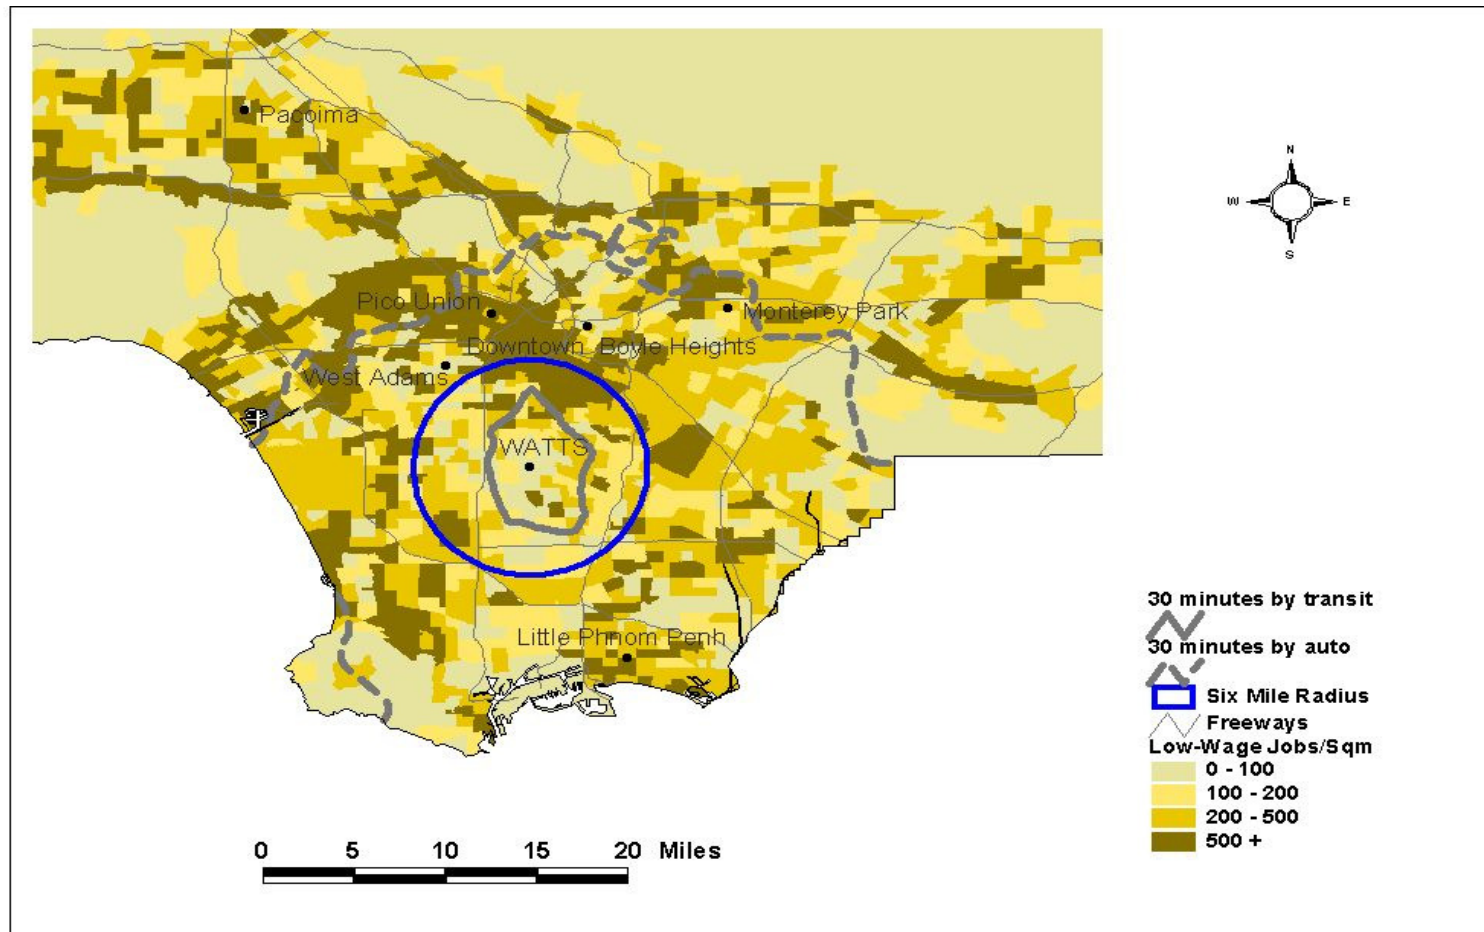 Pacoima
N
W E
S
Pico Union
Monterey Park
Downtown Boyle Heights
West Adams
WATTS
Little Phnom Penh
30 minutes by transit
30 minutes by auto
Six Mile Radius
Freeways
Low-Wage Jobs/Sqm
0 - 100
100 - 200
200 - 500
500 +
0 5 10 15 20 Miles